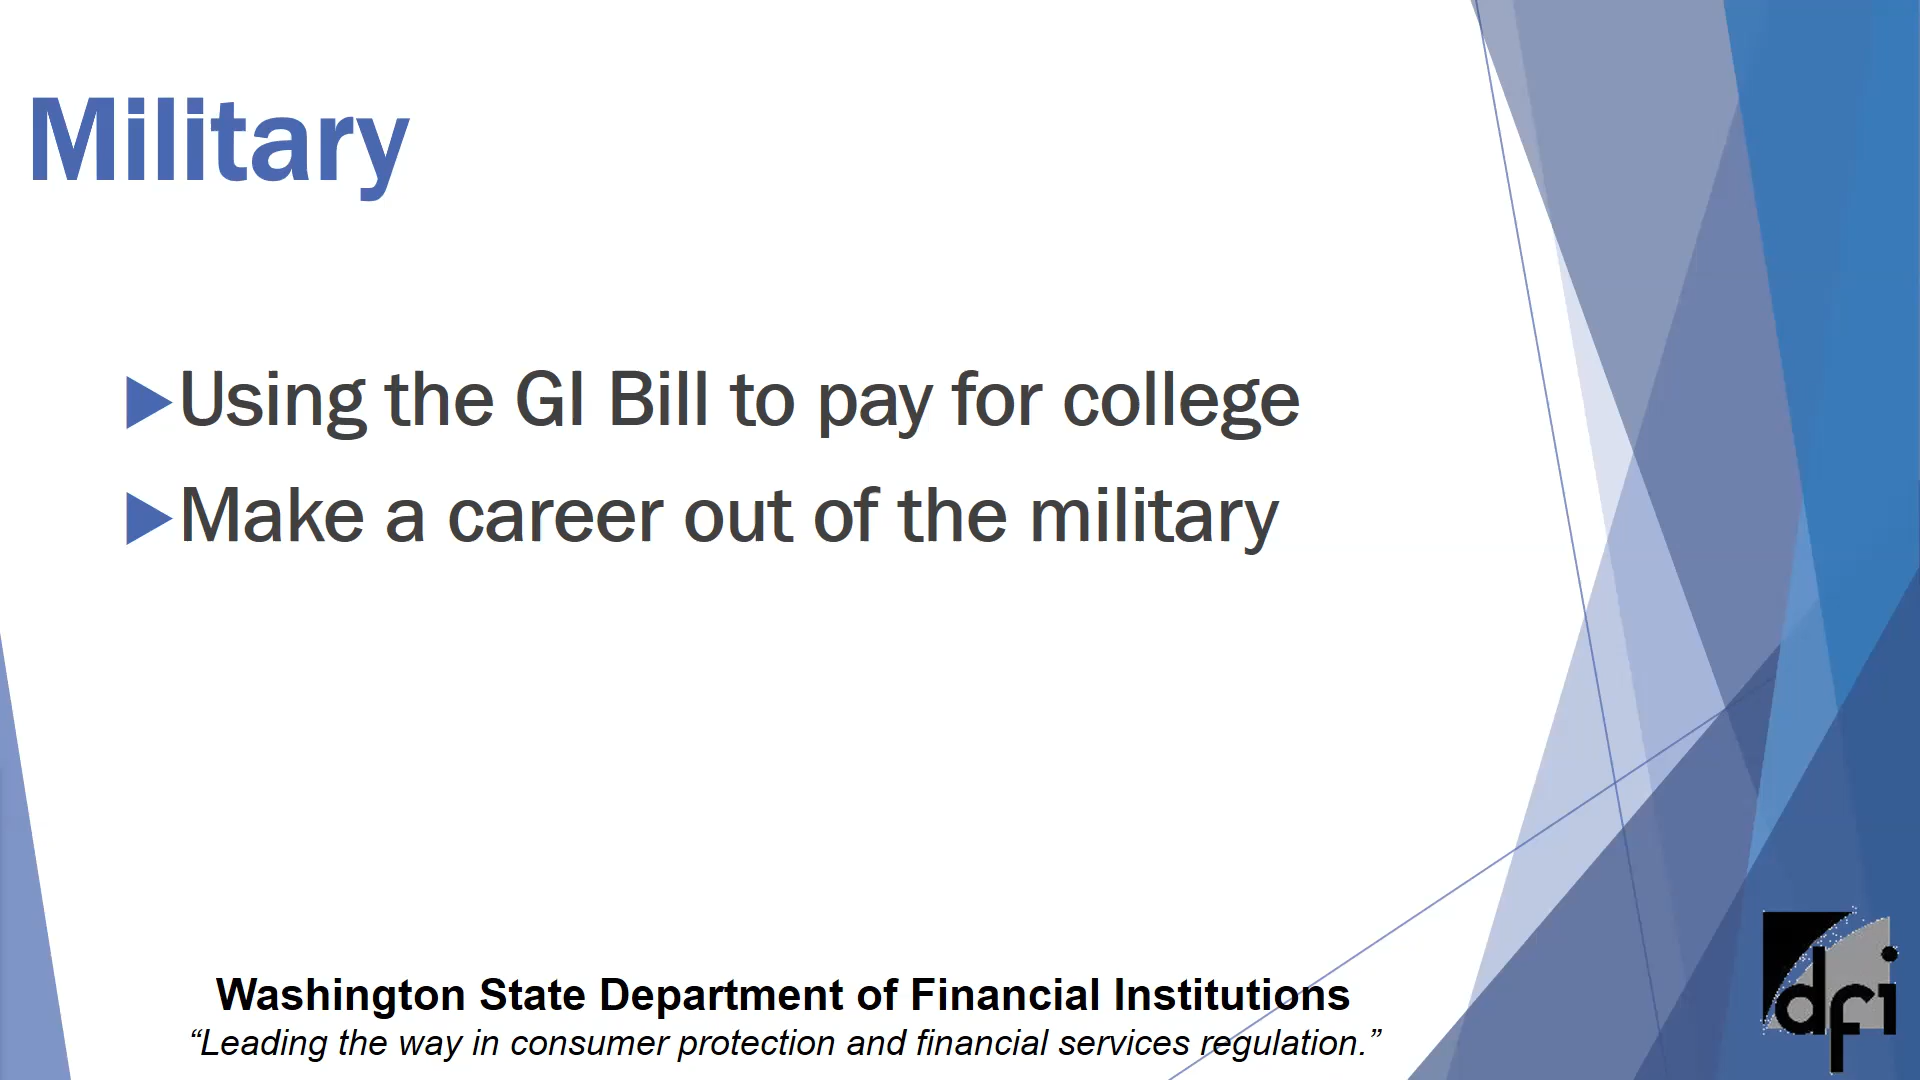 Military
Using the GI Bill to pay for college
Make a career out of the military
Washington State Department of Financial Institutions
“Leading the way in consumer protection and financial services regulation.”
dfi